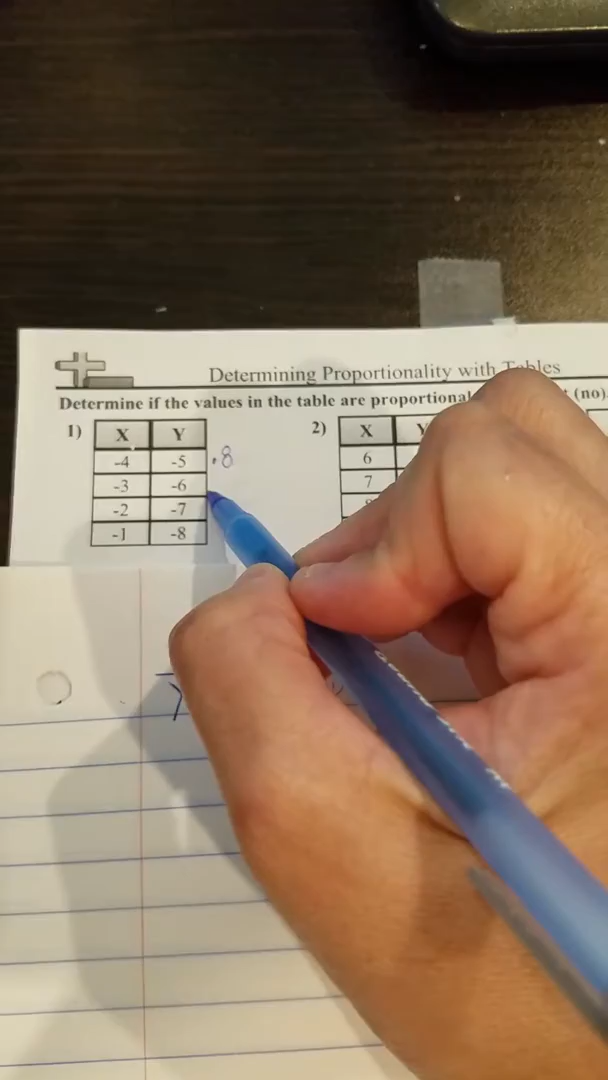 Determining Proportionality with Tables
Determine if the values in the table are proportional (no).
1)
X Y
-4 -5 .8
-3 -6
-2 -7
-1 -8
2)
X Y
6
7